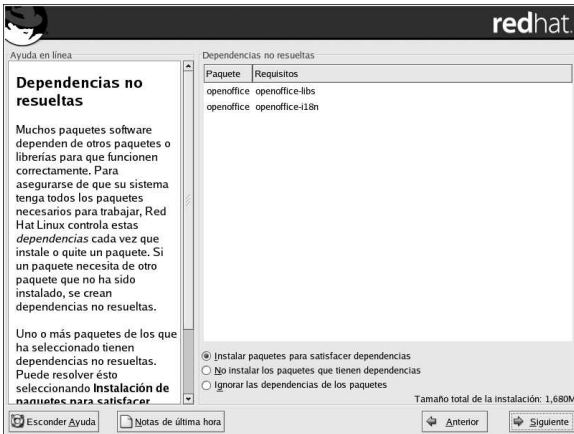 redhat.
Ayuda en línea
Dependencias no
resueltas
Muchos paquetes software
dependen de otros paquetes o
librerías para que funcionen
correctamente. Para
asegurarse de que su sistema
tenga todos los paquetes
necesarios para trabajar, Red
Hat Linux controla estas
dependencias cada vez que
instale o quite un paquete. Si
un paquete necesita de otro
paquete que no ha sido
instalado, se crean
dependencias no resueltas.
Uno o más paquetes de los que
ha seleccionado tienen
dependencias no resueltas.
Puede resolver ésto
seleccionando Instalación de
paquetes para satisfacer
Dependencias no resueltas
Paquete Requisitos
openoffice openoffice-libs
openoffice openoffice-i18n
Instalar paquetes para satisfacer dependencias
No instalar los paquetes que tienen dependencias
Ignorar las dependencias de los paquetes
Tamaño total de la instalación: 1,680M
Esconder Ayuda
Notas de última hora
Anterior
Siguiente